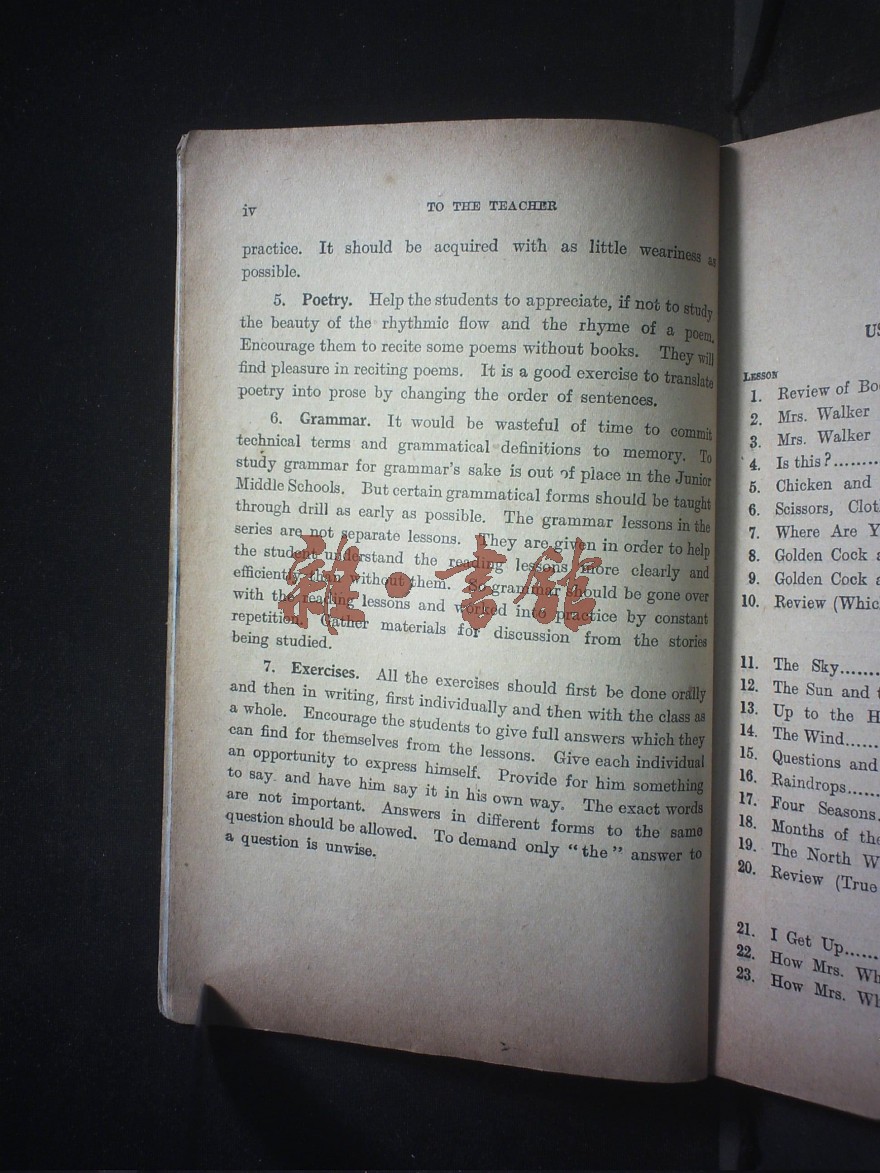 iv
TO THE TEACHER
practice. It should be acquired with as little weariness as
possible.
5. Poetry. Help the students to appreciate, if not to study
the beauty of the rhythmic flow and the rhyme of a poem.
Encourage them to recite some poems without books. They will
find pleasure in reciting poems. It is a good exercise to translate
poetry into prose by changing the order of sentences.
6. Grammar. It would be wasteful of time to commit
technical terms and grammatical definitions to memory. To
study grammar for grammar's sake is out of place in the Junior
Middle Schools. But certain grammatical forms should be taught
through drill as early as possible. The grammar lessons in the
series are not separate lessons. They are given in order to help
the student understand the reading lessons more clearly and
efficiently than without them. So grammar should be gone over
with the reading lessons and worked into practice by constant
repetition. Gather materials for discussion from the stories
being studied.
7. Exercises. All the exercises should first be done orally
and then in writing, first individually and then with the class as
a whole. Encourage the students to give full answers which they
can find for themselves from the lessons. Give each individual
an opportunity to express himself. Provide for him something
to say and have him say it in his own way. The exact words
are not important. Answers in different forms to the same
question should be allowed. To demand only "the" answer to
a question is unwise.
雜·書館
LESSON
1. Review of
2. Mrs. Walker
3. Mrs. Walker
4. Is this?........
5. Chicken and
6. Scissors,
7. Where Are
8. Golden Cock
9. Golden Cock
10. Review
11. The Sky.......
12. The Sun and
13. Up to the
14. The Wind......
15. Questions and
16. Raindrops.....
17. Four Seasons.
18. Months of the
19. The North
20. Review (True
21. I Get Up......
22. How Mrs.
23. How Mrs.